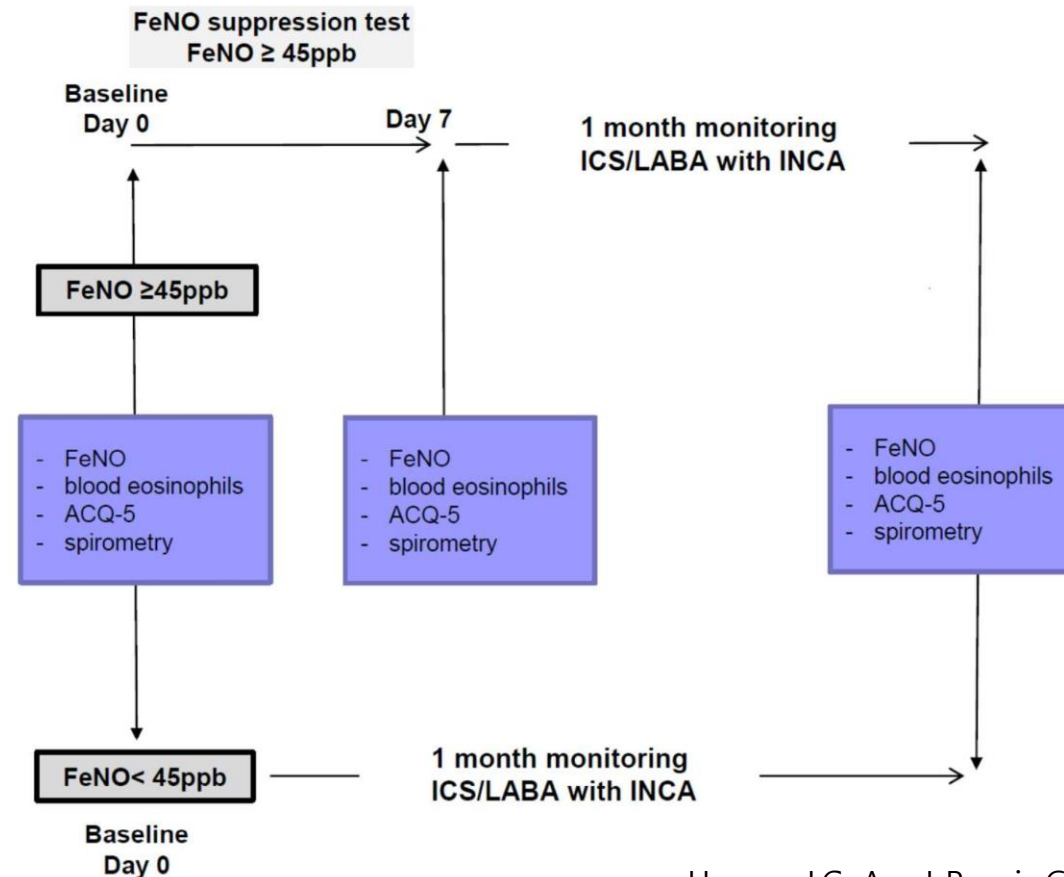 FeNO suppression test
FeNO ≥ 45ppb
Baseline
Day 0
Day 7
1 month monitoring
ICS/LABA with INCA
FeNO ≥45ppb
- FeNO
- blood eosinophils
- ACQ-5
- spirometry
- FeNO
- blood eosinophils
- ACQ-5
- spirometry
- FeNO
- blood eosinophils
- ACQ-5
- spirometry
FeNO< 45ppb
1 month monitoring
ICS/LABA with INCA
Baseline
Day 0